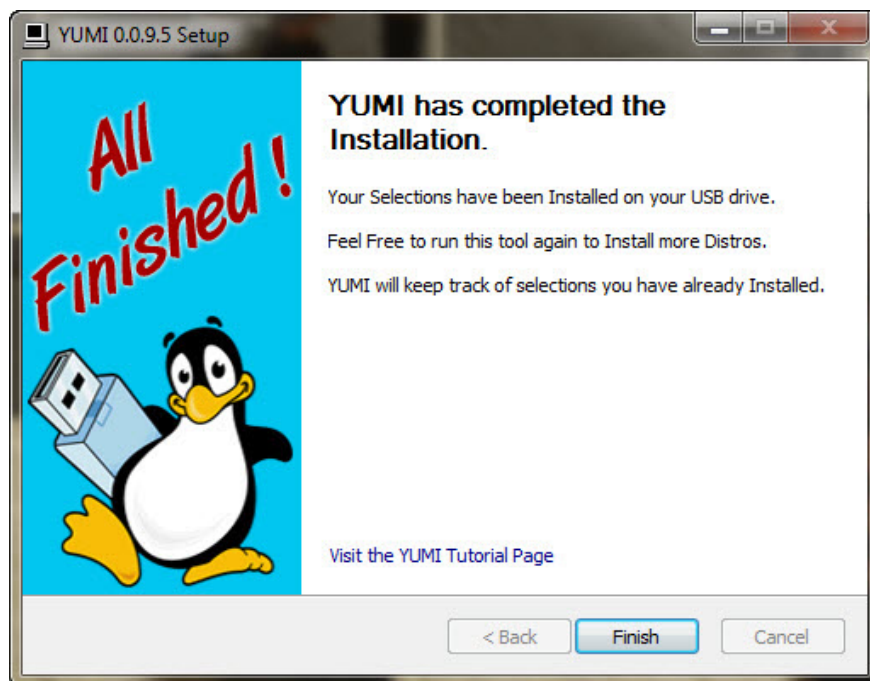 YUMI 0.0.9.5 Setup
All
Finished!
YUMI has completed the
Installation.
Your Selections have been Installed on your USB drive.
Feel Free to run this tool again to Install more Distros.
YUMI will keep track of selections you have already Installed.
Visit the YUMI Tutorial Page
< Back
Finish
Cancel